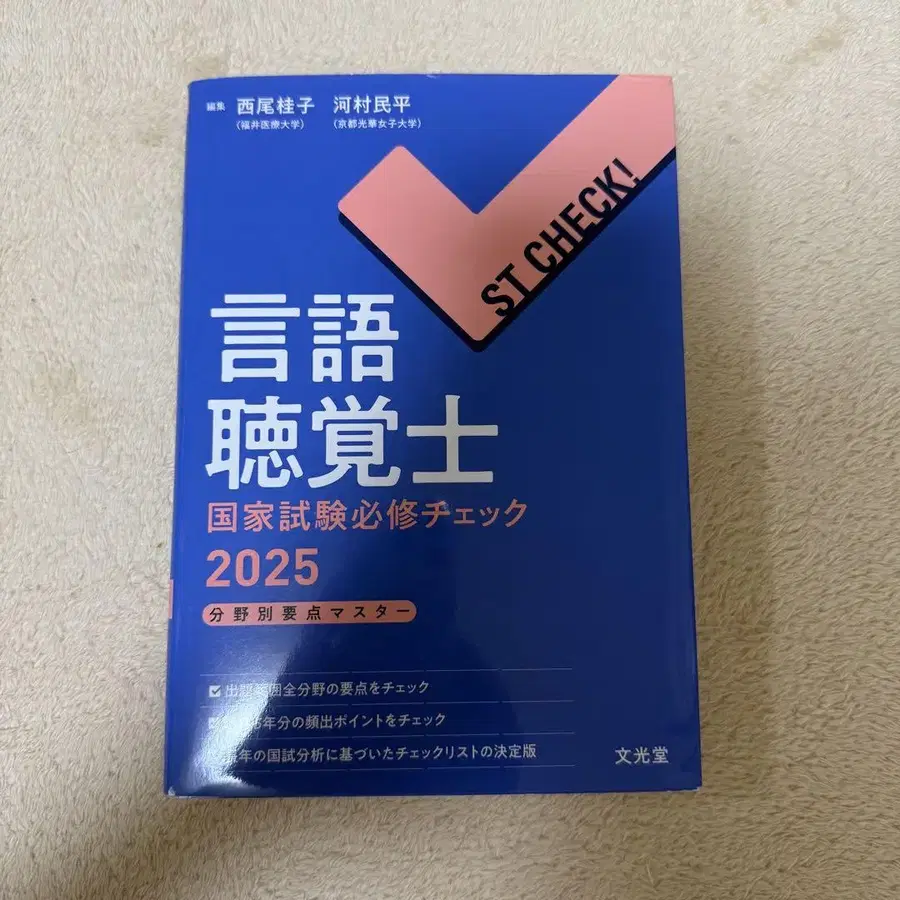 編集 西尾桂子 河村民平
(福井医療大学) (京都光華女子大学)
ST CHECK!
言語
聴覚士
国家試験必修チェック
2025
分野別要点マスター
出題範囲全分野の要点をチェック
5年分の頻出ポイントをチェック
年の国試分析に基づいたチェックリストの決定版
文光堂